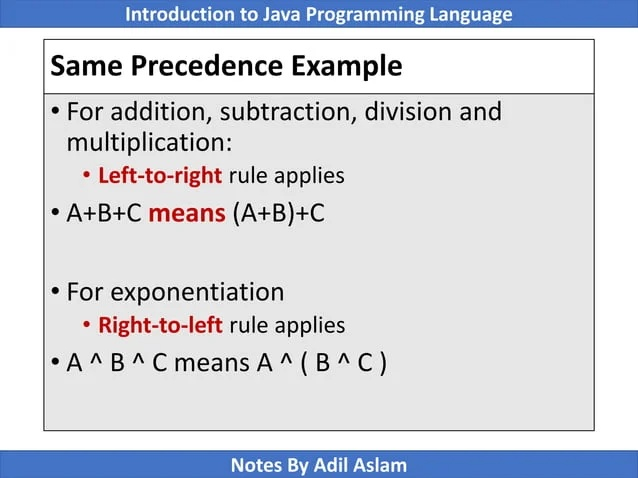 Introduction to Java Programming Language
Same Precedence Example
• For addition, subtraction, division and
multiplication:
• Left-to-right rule applies
• A+B+C means (A+B)+C
• For exponentiation
• Right-to-left rule applies
• A ^ B ^ C means A ^ ( B ^ C )
Notes By Adil Aslam